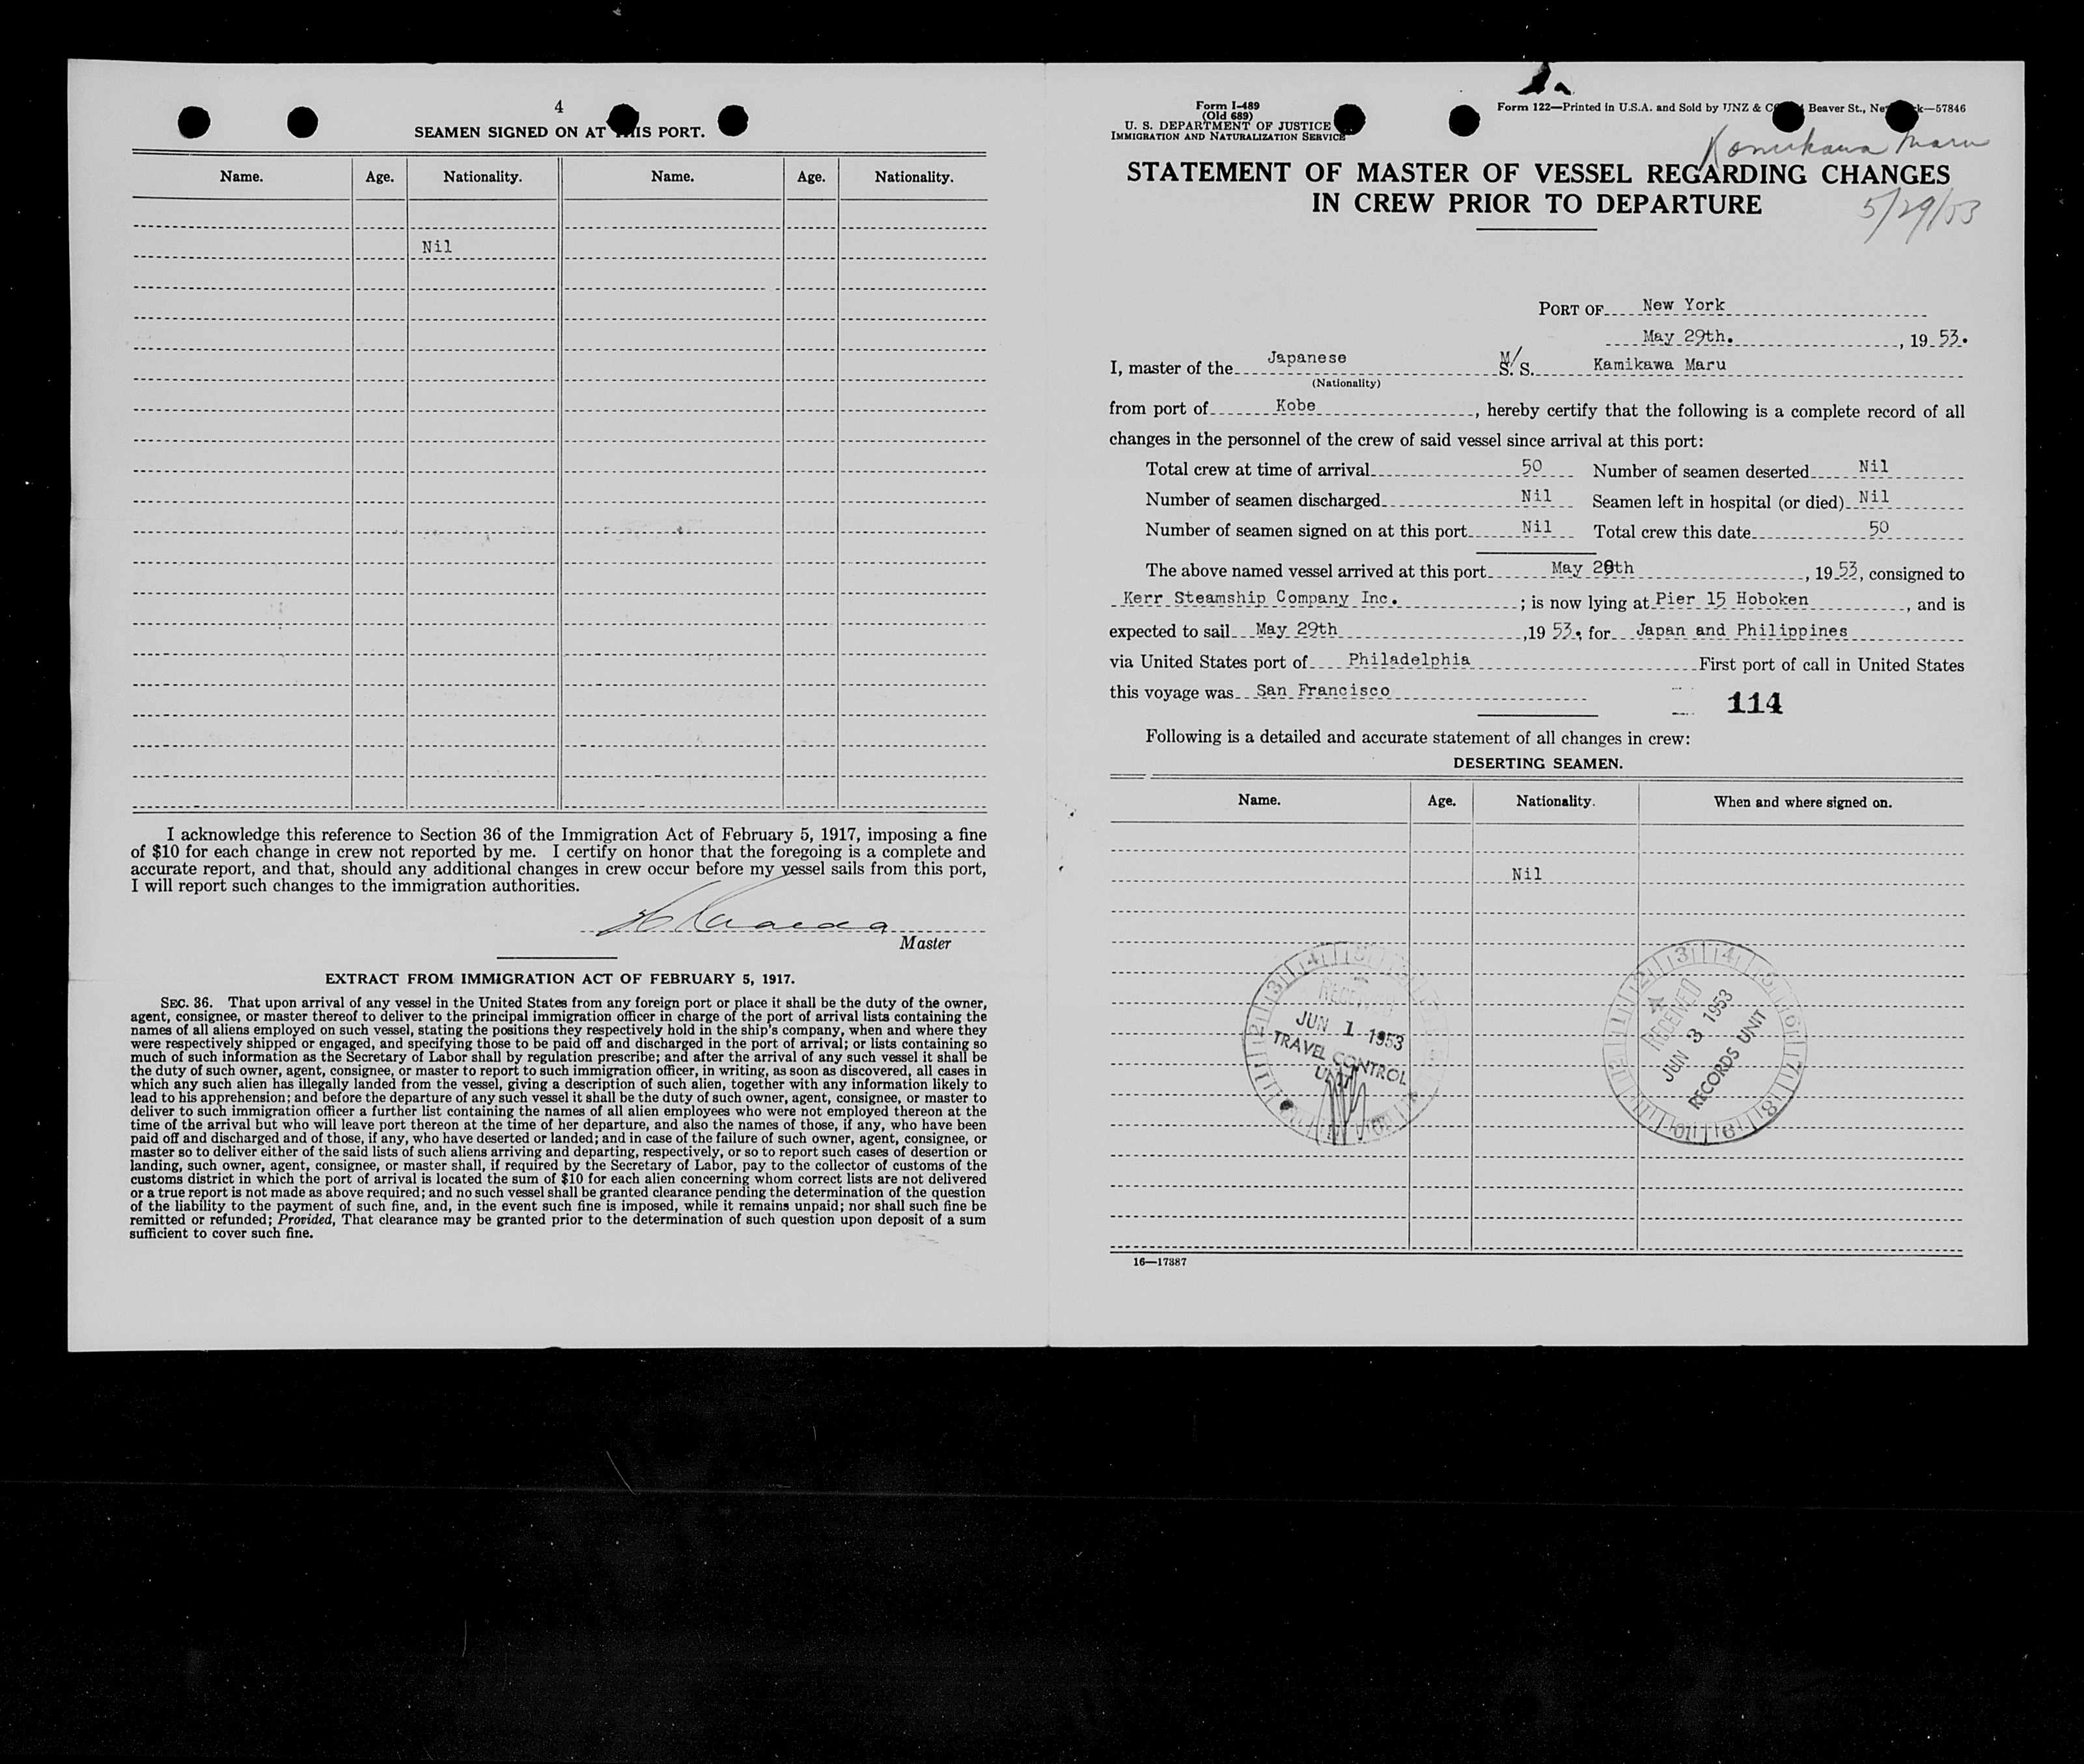 4
SEAMEN SIGNED ON AT THIS PORT.
Name. Age. Nationality. Name. Age. Nationality.
Nil
I acknowledge this reference to Section 36 of the Immigration Act of February 5, 1917, imposing a fine
of $10 for each change in crew not reported by me. I certify on honor that the foregoing is a complete and
accurate report, and that, should any additional changes in crew occur before my vessel sails from this port,
I will report such changes to the immigration authorities.
Master
EXTRACT FROM IMMIGRATION ACT OF FEBRUARY 5, 1917.
SEC. 36. That upon arrival of any vessel in the United States from any foreign port or place it shall be the duty of the owner,
agent, consignee, or master thereof to deliver to the principal immigration officer in charge of the port of arrival lists containing the
names of all aliens employed on such vessel, stating the positions they respectively hold in the ship's company, when and where they
were respectively shipped or engaged, and specifying those to be paid off and discharged in the port of arrival; or lists containing so
much of such information as the Secretary of Labor shall by regulation prescribe; and after the arrival of any such vessel it shall be
the duty of such owner, agent, consignee, or master to report to such immigration officer, in writing, as soon as discovered, all cases in
which any such alien has illegally landed from the vessel, giving a description of such alien, together with any information likely to
lead to his apprehension; and before the departure of any such vessel it shall be the duty of such owner, agent, consignee, or master to
deliver to such immigration officer a further list containing the names of all alien employees who were not employed thereon at the
time of the arrival but who will leave port thereon at the time of her departure, and also the names of those, if any, who have been
paid off and discharged and of those, if any, who have deserted or landed; and in case of the failure of such owner, agent, consignee, or
master so to deliver either of the said lists of such aliens arriving and departing, respectively, or so to report such cases of desertion or
landing, such owner, agent, consignee, or master shall, if required by the Secretary of Labor, pay to the collector of customs of the
customs district in which the port of arrival is located the sum of $10 for each alien concerning whom correct lists are not delivered
or a true report is not made as above required; and no such vessel shall be granted clearance pending the determination of the question
of the liability to the payment of such fine, and, in the event such fine is imposed, while it remains unpaid; nor shall such fine be
remitted or refunded; Provided, That clearance may be granted prior to the determination of such question upon deposit of a sum
sufficient to cover such fine.
Form I-489
(Old 689)
U. S. DEPARTMENT OF JUSTICE
IMMIGRATION AND NATURALIZATION SERVICE
Form 122—Printed in U.S.A. and Sold by UNZ & Beaver St., —57846
Kamikawa Maru
STATEMENT OF MASTER OF VESSEL REGARDING CHANGES
IN CREW PRIOR TO DEPARTURE
5/29/53
PORT OF New York
May 29th. , 19 53.
I, master of the Japanese M/S. S. Kamikawa Maru
(Nationality)
from port of Kobe , hereby certify that the following is a complete record of all
changes in the personnel of the crew of said vessel since arrival at this port:
Total crew at time of arrival 50 Number of seamen deserted Nil
Number of seamen discharged Nil Seamen left in hospital (or died) Nil
Number of seamen signed on at this port Nil Total crew this date 50
The above named vessel arrived at this port May , 19 53, consigned to
Kerr Steamship Company Inc. ; is now lying at Pier 15 Hoboken , and is
expected to sail May 29th ,19 53. for Japan and Philippines
via United States port of Philadelphia First port of call in United States
this voyage was San Francisco
114
Following is a detailed and accurate statement of all changes in crew:
DESERTING SEAMEN.
Name. Age. Nationality. When and where signed on.
Nil
RECEIVED
JUN 1 1953
TRAVEL CONTROL
UNIT
RECEIVED
JUN 3 1953
RECORDS UNIT
16—17387